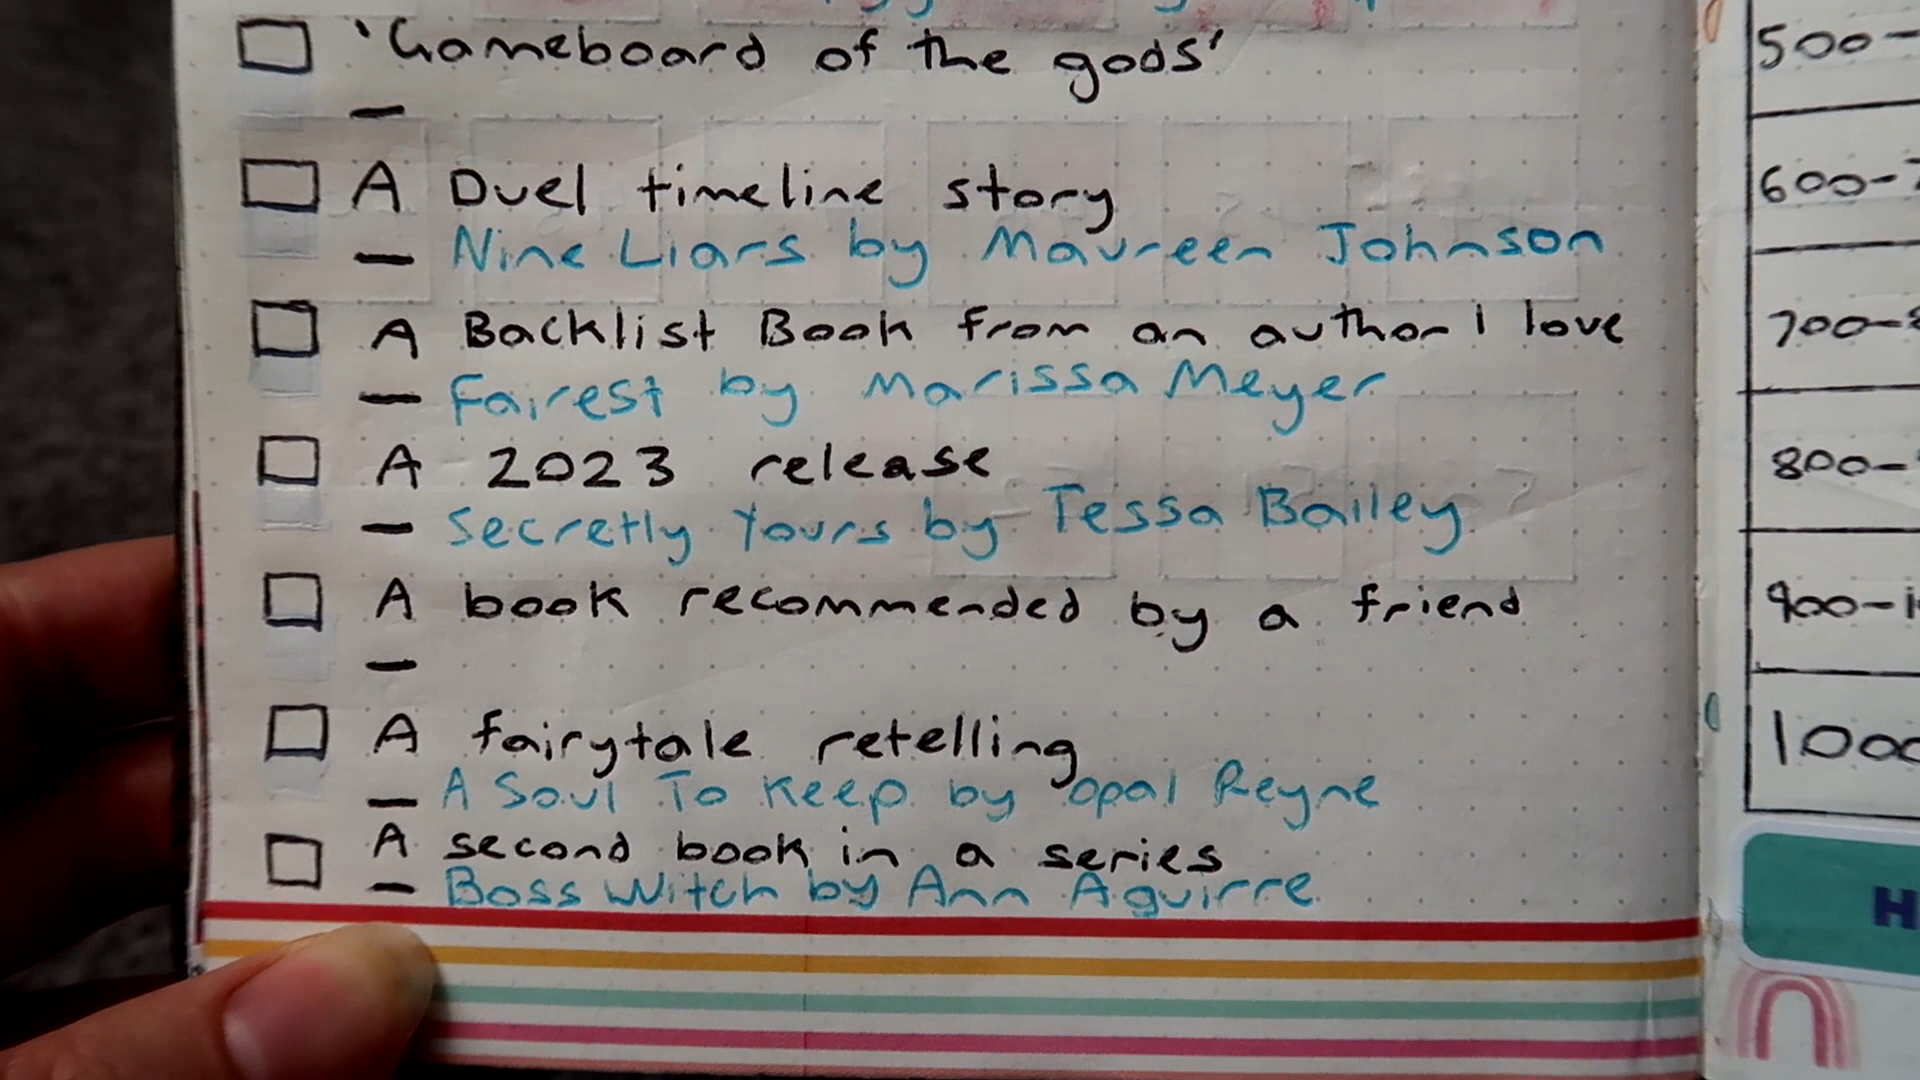 'Gameboard of the gods'
—
A Duel timeline story
— Nine Liars by Maureen Johnson
A Backlist Book from an author I love
— Fairest by Marissa Meyer
A 2023 release
— Secretly Yours by Tessa Bailey
A book recommended by a friend
—
A fairytale retelling
— A Soul To Keep by Opal Reyne
A second book in a series
— Boss Witch by Ann Aguirre
500-
600-
700-
800-
900-
H